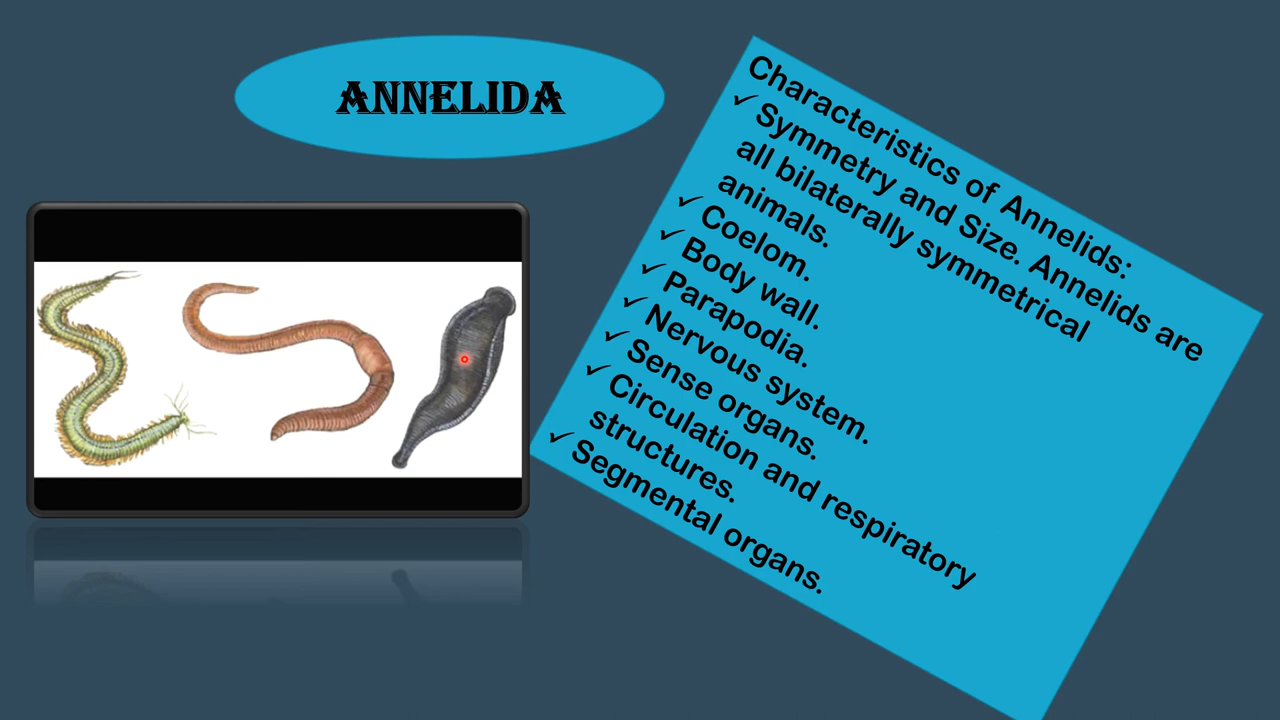 ANNELIDA
Characteristics of Annelids:
✓ Symmetry and Size. Annelids are
all bilaterally symmetrical
animals.
✓ Coelom.
✓ Body wall.
✓ Parapodia.
✓ Nervous system.
✓ Sense organs.
✓ Circulation and respiratory
structures.
✓ Segmental organs.